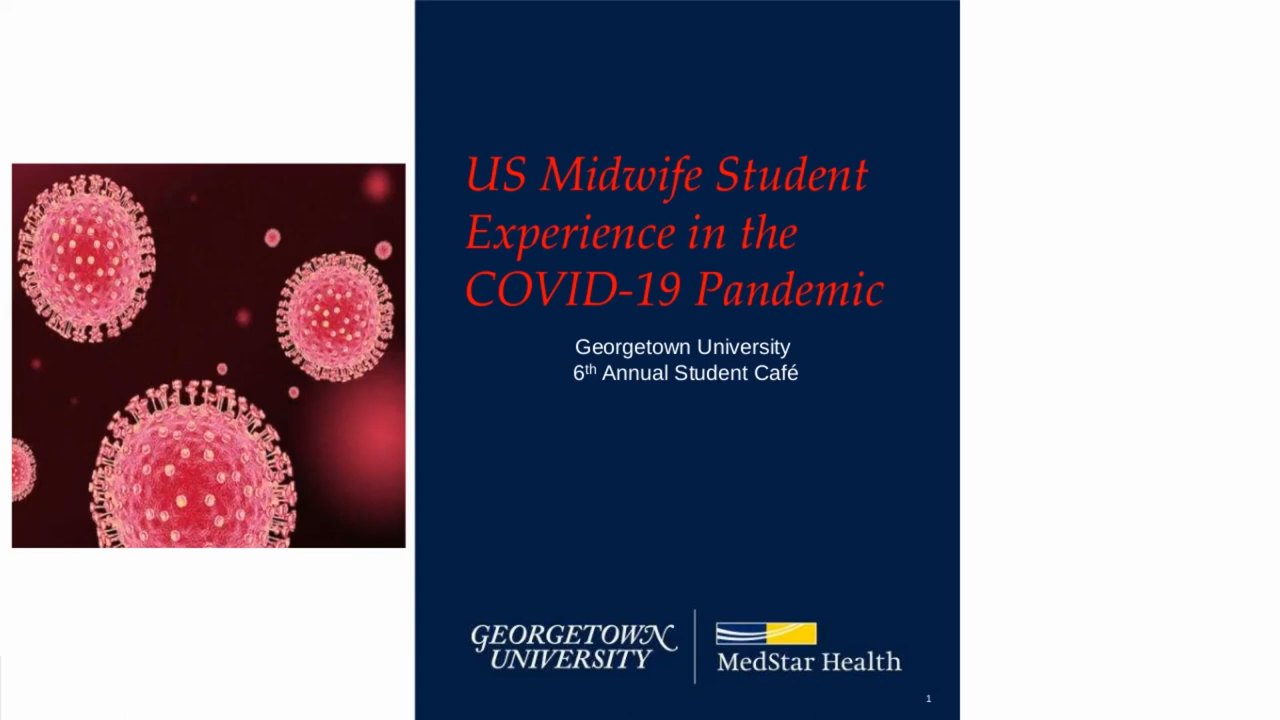 US Midwife Student
Experience in the
COVID-19 Pandemic
Georgetown University
6th Annual Student Café
GEORGETOWN
UNIVERSITY
MedStar Health
1